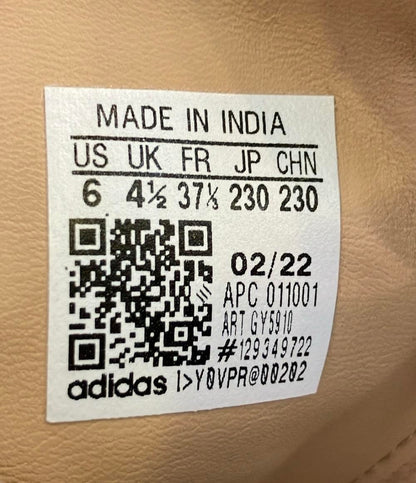 MADE IN INDIA
US UK FR JP CHN
6 4½ 37⅓ 230 230
02/22
APC 011001
ART GY5910
#129349722
adidas I>Y0VPR@00202